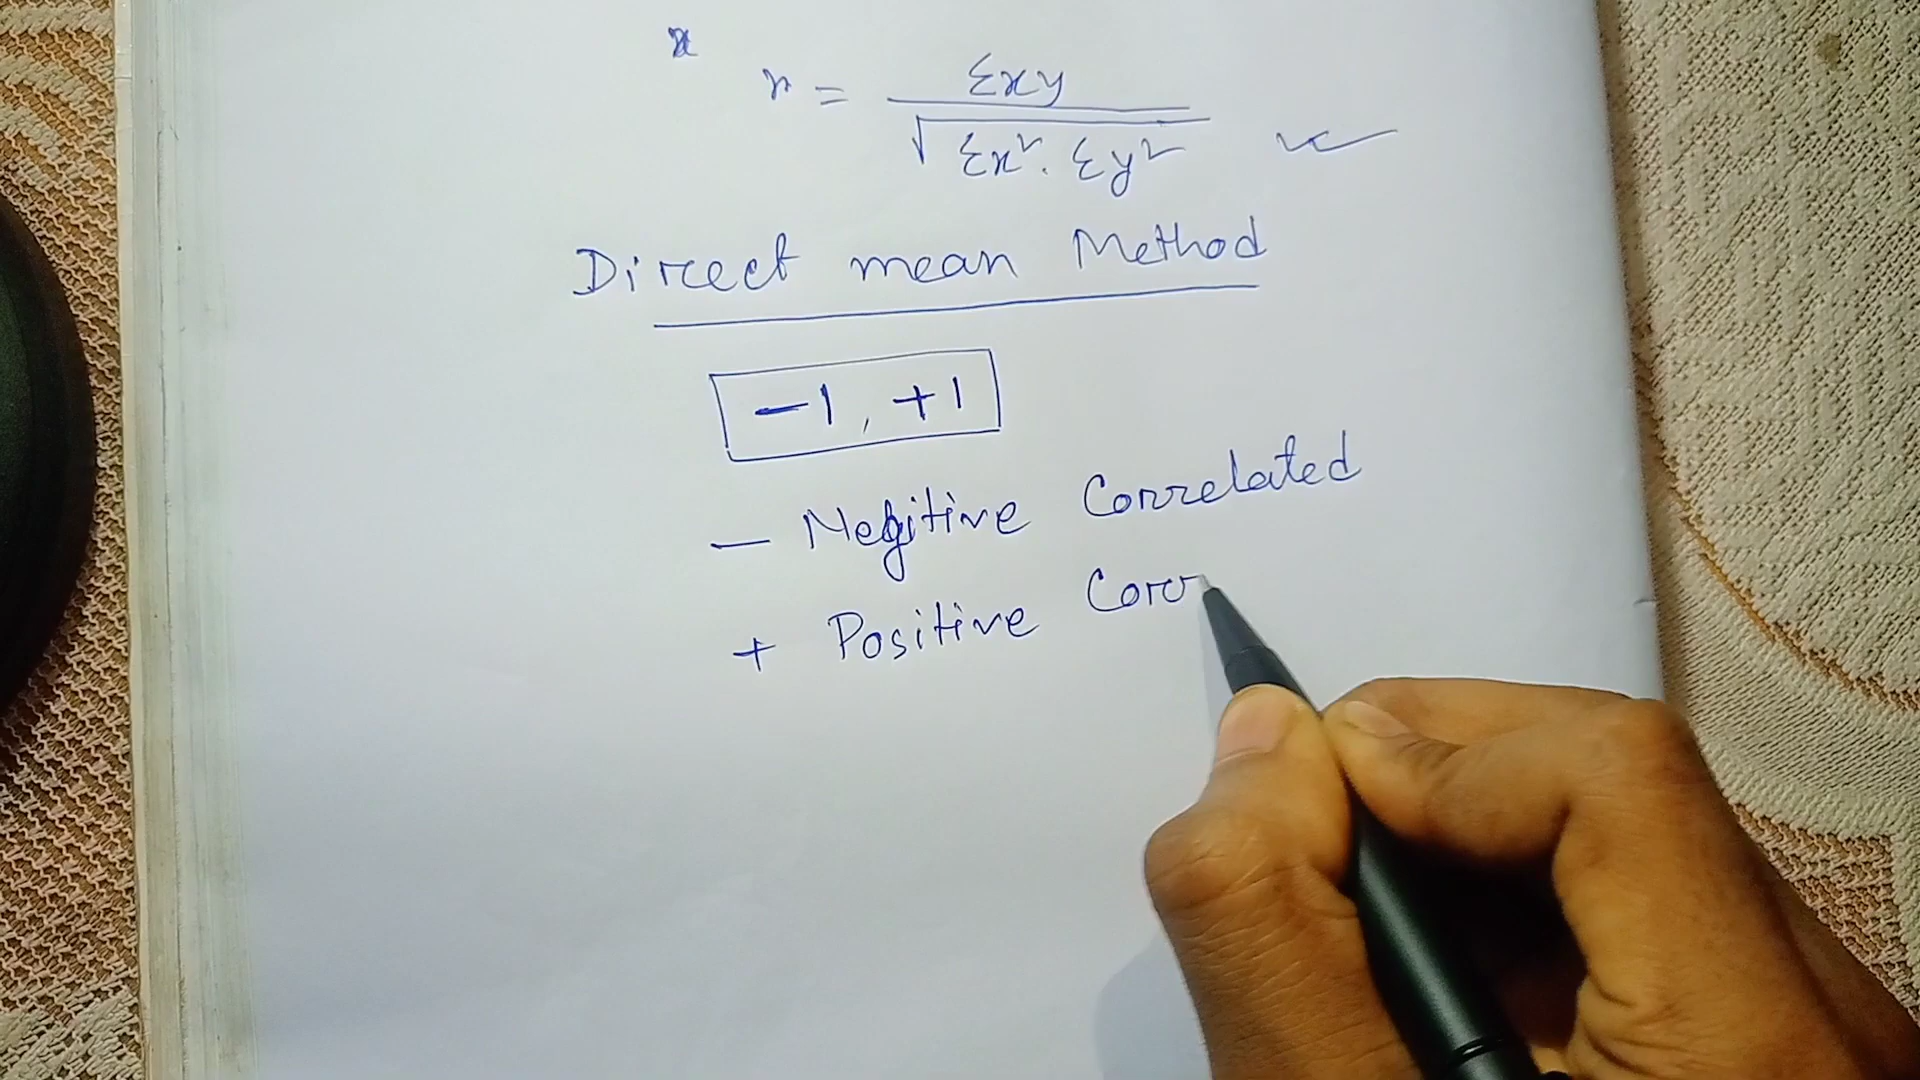 x
r = Σxy / √Σx². Σy²
Direct mean Method
-1, +1
- Negitive Correlated
+ Positive Corr